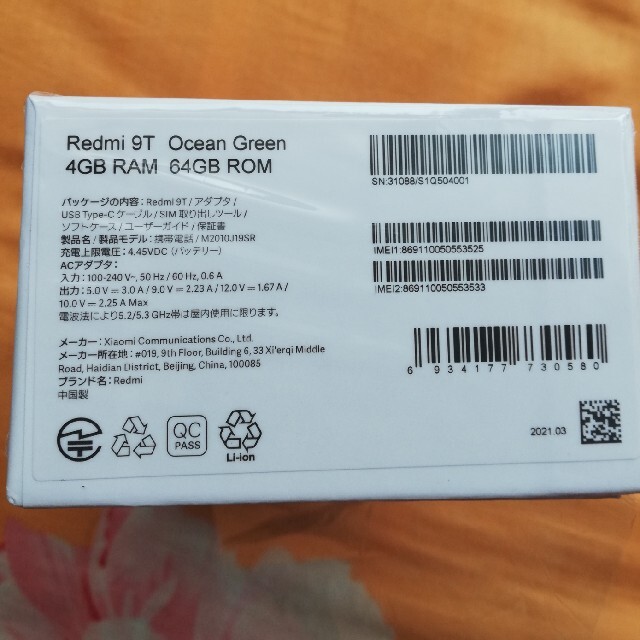 Redmi 9T Ocean Green
4GB RAM 64GB ROM
パッケージの内容: Redmi 9T / アダプタ /
USB Type-C ケーブル / SIM 取り出しツール /
ソフトケース / ユーザーガイド / 保証書
製品名 / 製品モデル: 携帯電話 / M2010J19SR
充電上限電圧: 4.45VDC (バッテリー)
ACアダプタ:
入力: 100-240V~, 50 Hz / 60 Hz, 0.6 A
出力: 5.0V = 3.0A / 9.0V = 2.23 A / 12.0V = 1.67A /
10.0V = 2.25 A Max
電波法により5.2/5.3 GHz帯は屋内使用に限ります。
メーカー: Xiaomi Communications Co., Ltd.
メーカー所在地: #019, 9th Floor, Building 6, 33 Xi'erqi Middle
Road, Haidian District, Beijing, China, 100085
ブランド名: Redmi
中国製
QC
PASS
Li-ion
SN:31088/S1Q504001
IMEI1:869110050553525
IMEI2:869110050553533
6 934177 730580
2021.03